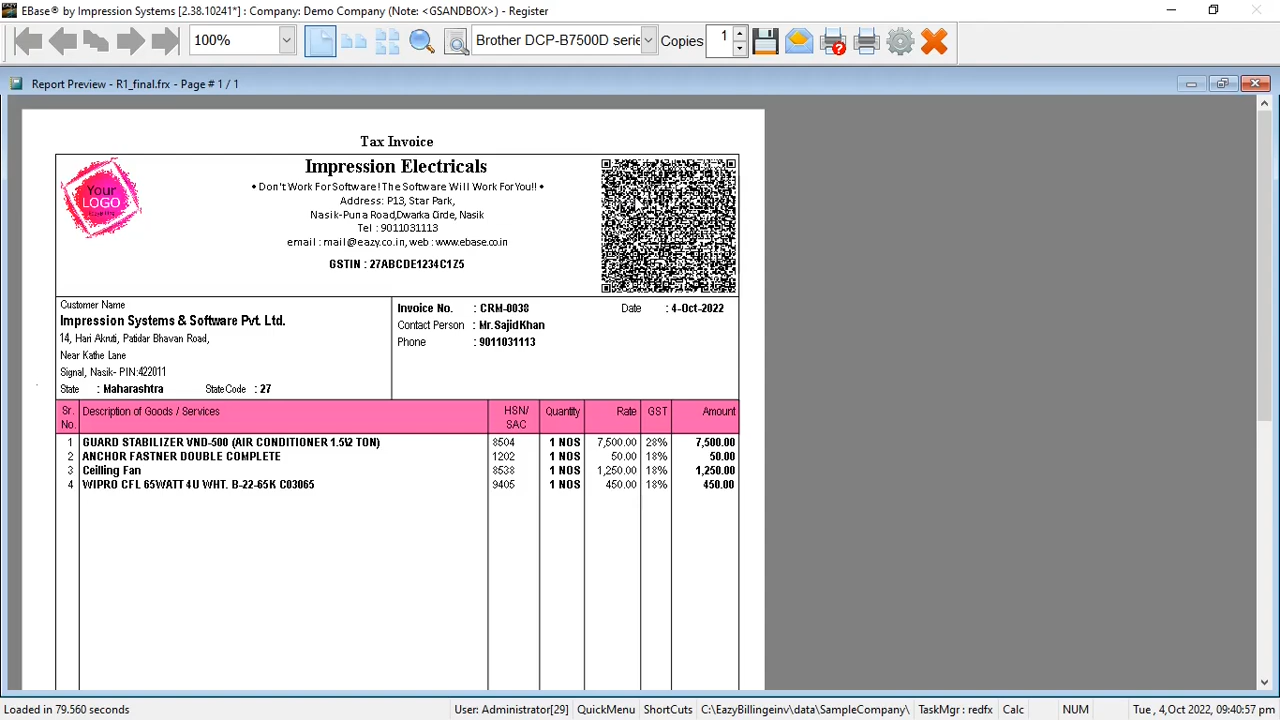 EBase® by Impression Systems [2.38.10241*] : Company: Demo Company (Note: <GSANDBOX>) - Register
100%
Brother DCP-B7500D serie
Copies
1
Report Preview - R1_final.frx - Page # 1 / 1
Tax Invoice
Your
LOGO
Impression Electricals
• Don't Work For Software! The Software Will Work For You!! •
Address: P13, Star Park,
Nasik-Puna Road,Dwarka Circle, Nasik
Tel : 9011031113
email : mail@eazy.co.in, web : www.ebase.co.in
GSTIN : 27ABCDE1234C1Z5
Customer Name
Impression Systems & Software Pvt. Ltd.
14, Hari Akruti, Patidar Bhavan Road,
Near Kathe Lane
Signal, Nasik- PIN:422011
State : Maharashtra State Code : 27
Invoice No. : CRM-0038 Date : 4-Oct-2022
Contact Person : Mr.Sajid Khan
Phone : 9011031113
Sr. No. Description of Goods / Services HSN/ SAC Quantity Rate GST Amount
1 GUARD STABILIZER VND-500 (AIR CONDITIONER 1.5\2 TON) 8504 1 NOS 7,500.00 28% 7,500.00
2 ANCHOR FASTNER DOUBLE COMPLETE 1202 1 NOS 50.00 18% 50.00
3 Ceilling Fan 8538 1 NOS 1,250.00 18% 1,250.00
4 WIPRO CFL 65WATT 4U WHT. B-22-65K C03065 9405 1 NOS 450.00 18% 450.00
Loaded in 79.560 seconds
User: Administrator[29]
QuickMenu
ShortCuts
C:\EazyBillingeinv\data\SampleCompany\
TaskMgr : redfx
Calc
NUM
Tue , 4,Oct 2022, 09:40:57 pm